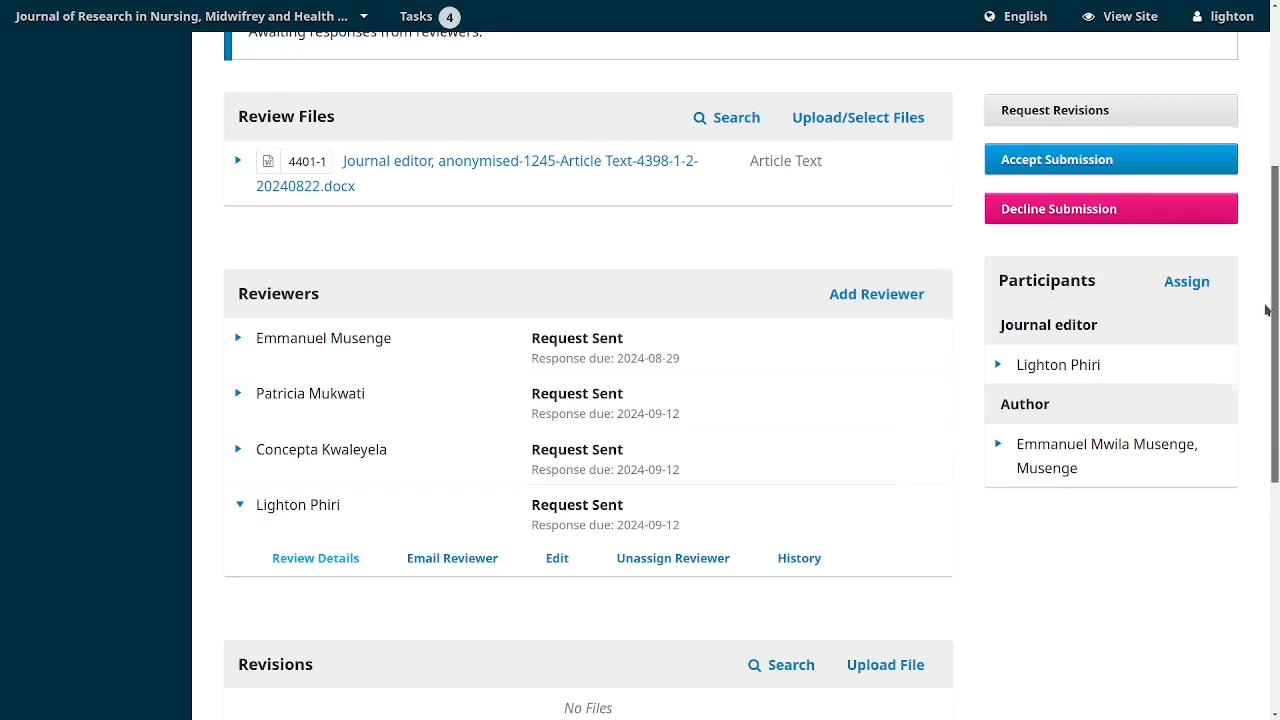 Journal of Research in Nursing, Midwifrey and Health ...
Tasks 4
English
View Site
lighton
Awaiting responses from reviewers.
Review Files
Search
Upload/Select Files
4401-1 Journal editor, anonymised-1245-Article Text-4398-1-2-
20240822.docx
Article Text
Request Revisions
Accept Submission
Decline Submission
Reviewers
Add Reviewer
Emmanuel Musenge
Request Sent
Response due: 2024-08-29
Patricia Mukwati
Request Sent
Response due: 2024-09-12
Concepta Kwaleyela
Request Sent
Response due: 2024-09-12
Lighton Phiri
Request Sent
Response due: 2024-09-12
Review Details
Email Reviewer
Edit
Unassign Reviewer
History
Participants
Assign
Journal editor
Lighton Phiri
Author
Emmanuel Mwila Musenge,
Musenge
Revisions
Search
Upload File
No Files